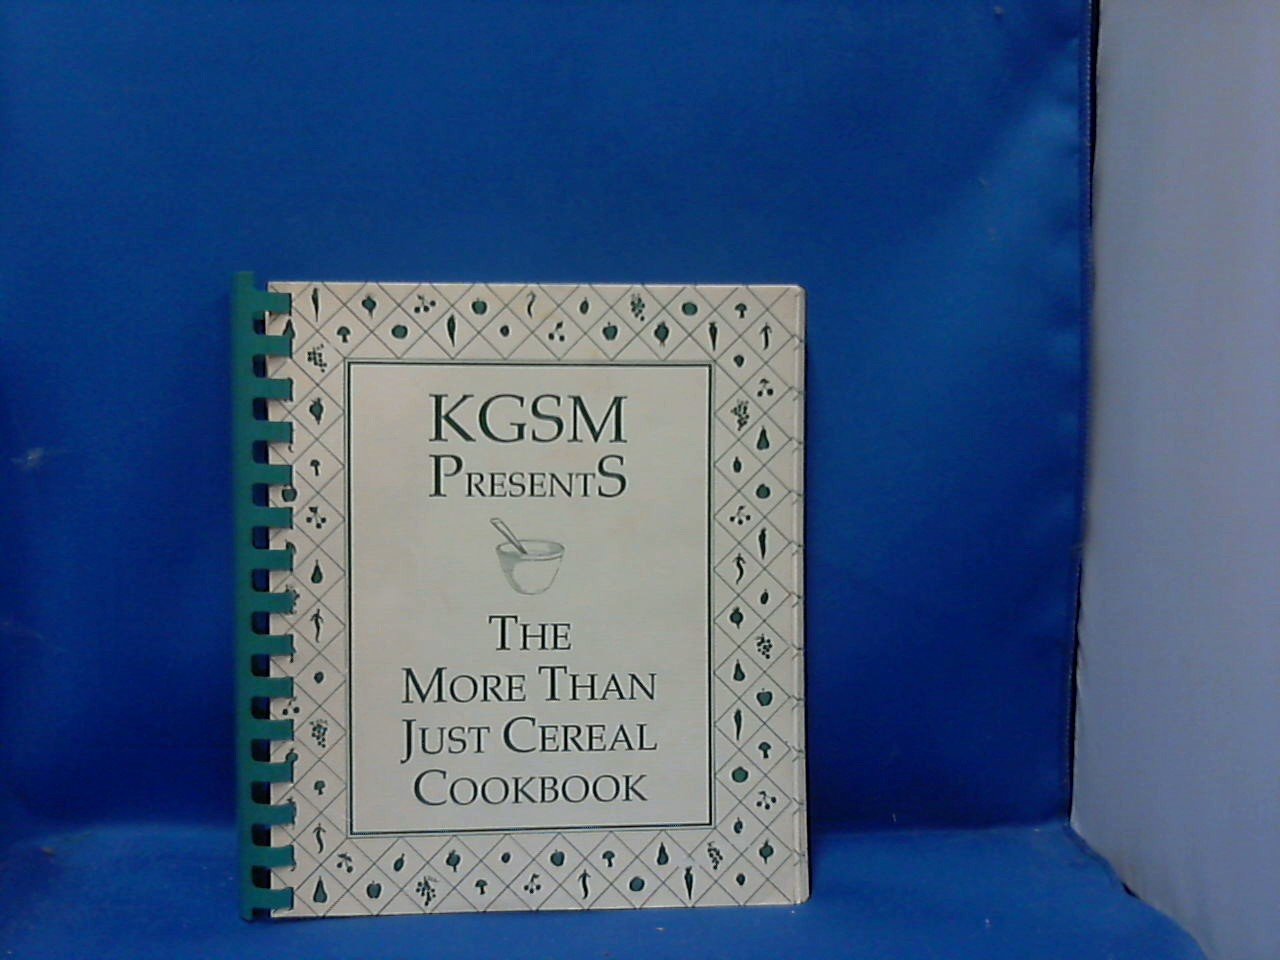 KGSM
PRESENTS
THE
MORE THAN
JUST CEREAL
COOKBOOK